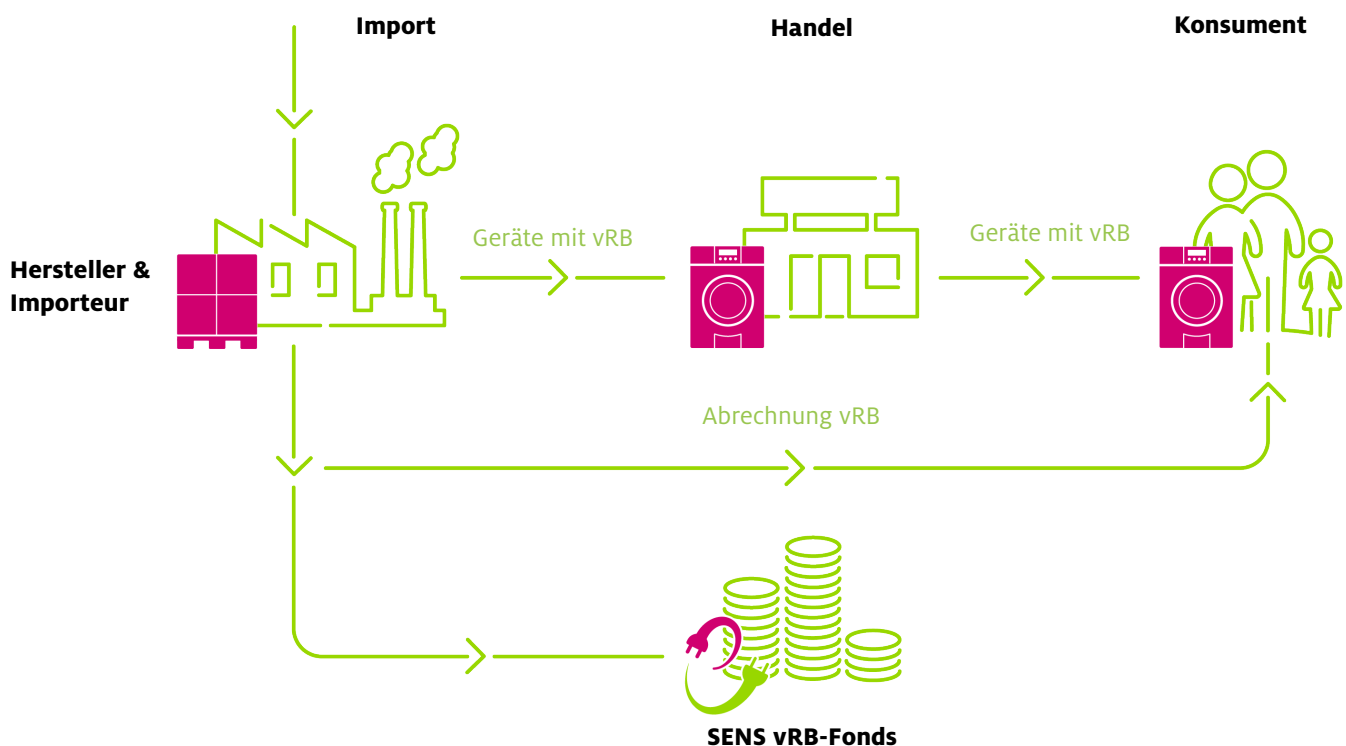 Import
Handel
Konsument
Geräte mit vRB
Geräte mit vRB
Hersteller &
Importeur
Abrechnung vRB
SENS vRB-Fonds